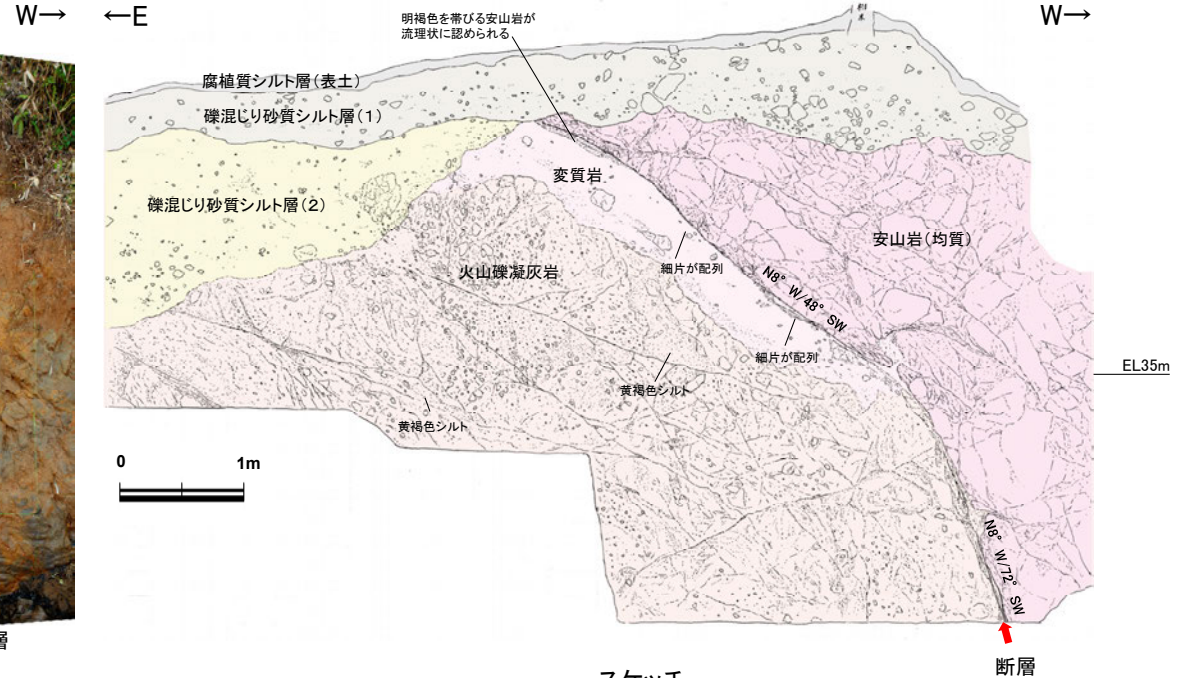 W→
←E
W→
明褐色を帯びる安山岩が
流理状に認められる
腐植質シルト層(表土)
礫混じり砂質シルト層(1)
変質岩
礫混じり砂質シルト層(2)
安山岩(均質)
火山礫凝灰岩
細片が配列
N8°W/48°SW
細片が配列
EL35m
黄褐色シルト
黄褐色シルト
0 1m
N8°W/72°SW
層
断層
スケッチ